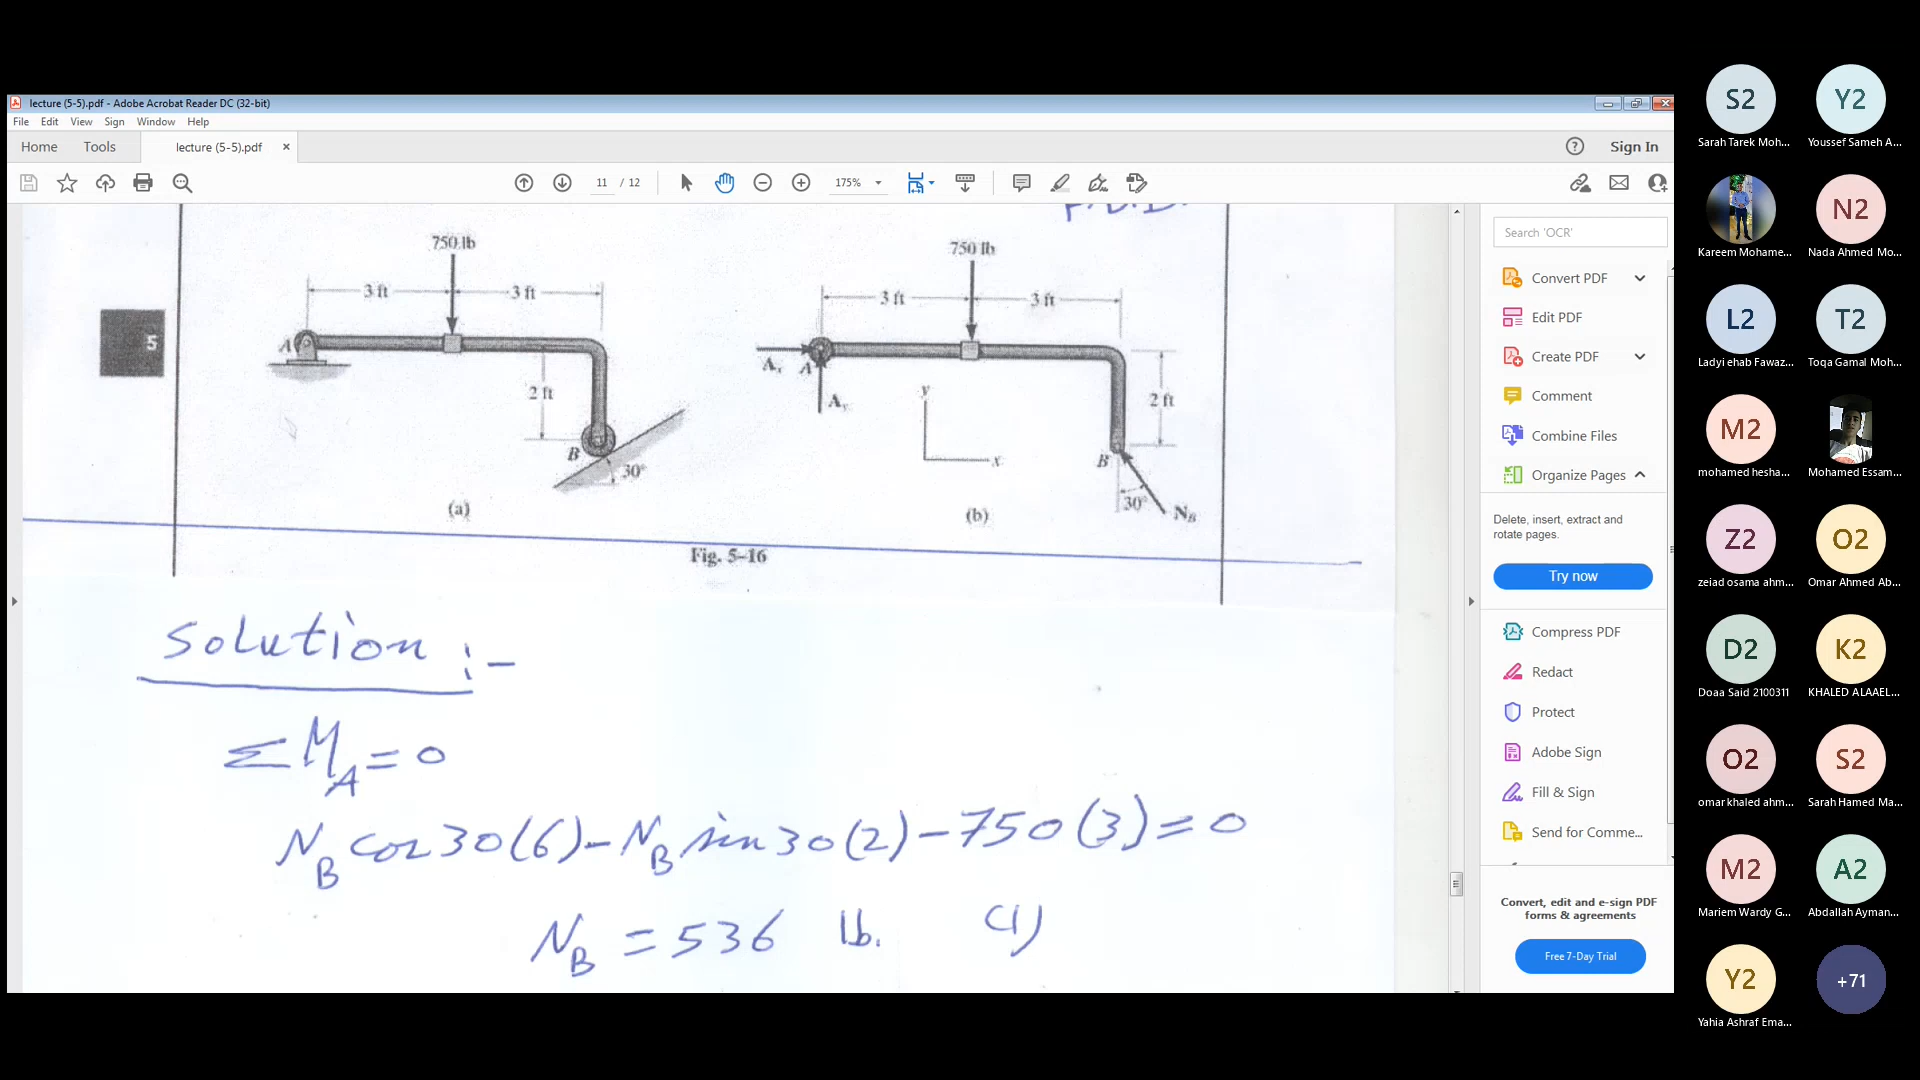 lecture (5-5).pdf - Adobe Acrobat Reader DC (32-bit)
File Edit View Sign Window Help
Home Tools lecture (5-5).pdf × Sign In
11 / 12 175%
F.B.D.
750 lb
3 ft 3 ft
A
2 ft
B
30°
(a)
750 lb
3 ft 3 ft
Ax A
Ay
y
x
2 ft
B
30° NB
(b)
5
Fig. 5–16
Solution :-
ΣM_A = 0
N_B cos 30 (6) - N_B sin 30 (2) - 750 (3) = 0
N_B = 536 lb. (1)
Search 'OCR'
Convert PDF
Edit PDF
Create PDF
Comment
Combine Files
Organize Pages
Delete, insert, extract and
rotate pages.
Try now
Compress PDF
Redact
Protect
Adobe Sign
Fill & Sign
Send for Comme...
Convert, edit and e-sign PDF
forms & agreements
Free 7-Day Trial
S2 Y2
Sarah Tarek Moh... Youssef Sameh A...
N2
Kareem Mohame... Nada Ahmed Mo...
L2 T2
Ladyi ehab Fawaz... Toqa Gamal Moh...
M2
mohamed hesha... Mohamed Essam...
Z2 O2
zeiad osama ahm... Omar Ahmed Ab...
D2 K2
Doaa Said 2100311 KHALED ALAAEL...
O2 S2
omar khaled ahm... Sarah Hamed Ma...
M2 A2
Mariem Wardy G... Abdallah Ayman...
Y2 +71
Yahia Ashraf Ema...